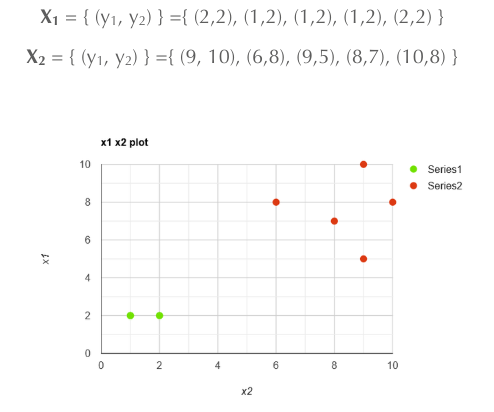 X₁ = { (y₁, y₂) } ={ (2,2), (1,2), (1,2), (1,2), (2,2) }
X₂ = { (y₁, y₂) } ={ (9, 10), (6,8), (9,5), (8,7), (10,8) }
x1 x2 plot
10
8
6
4
2
0
x1
0 2 4 6 8 10
x2
Series1
Series2